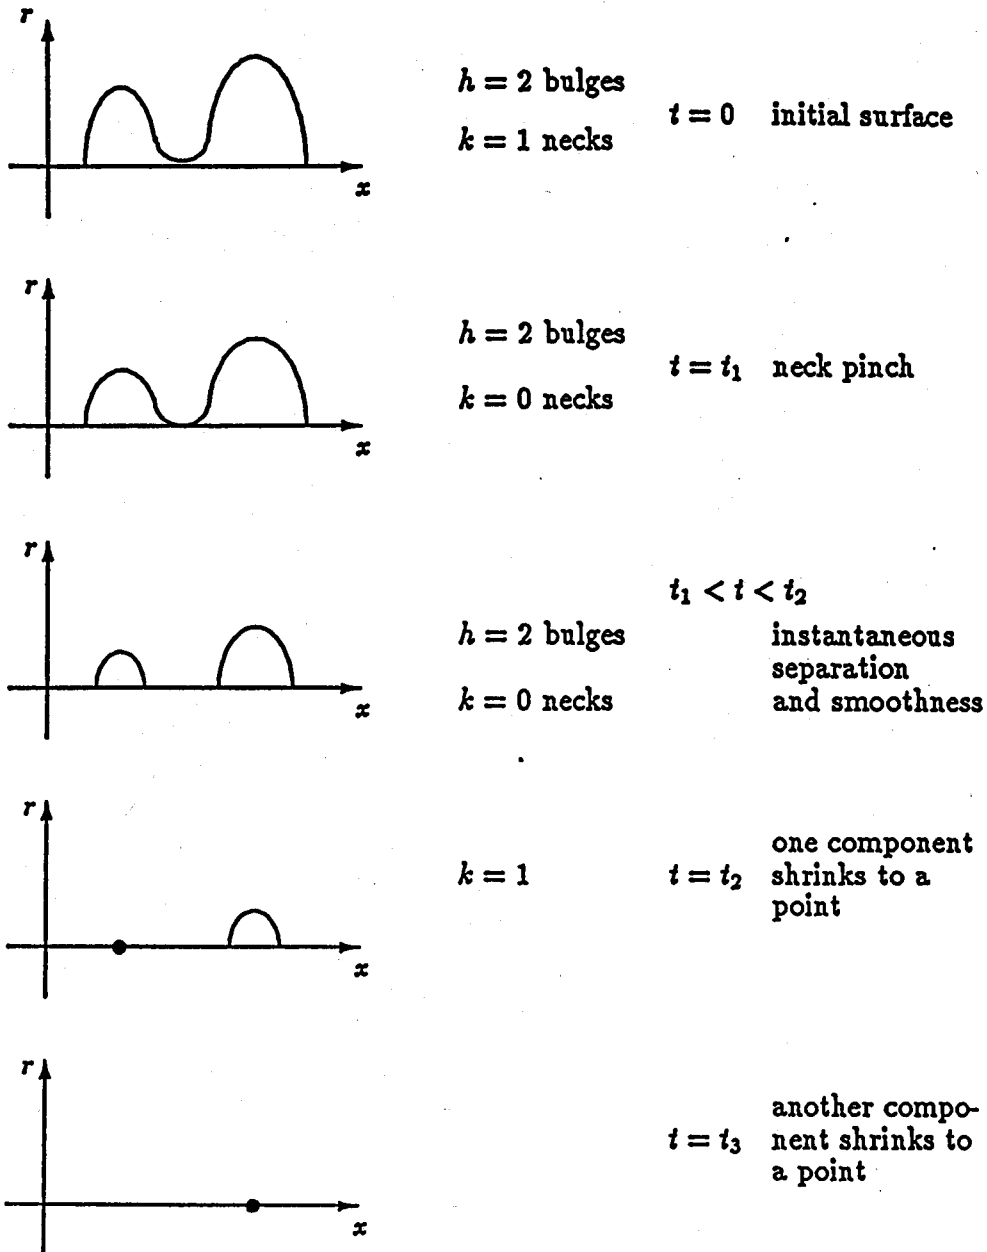 r
h = 2 bulges
k = 1 necks
t = 0 initial surface
x
r
h = 2 bulges
k = 0 necks
t = t₁ neck pinch
x
r
t₁ < t < t₂
h = 2 bulges
k = 0 necks
instantaneous
separation
and smoothness
x
r
k = 1
t = t₂
one component
shrinks to a
point
x
r
t = t₃
another compo-
nent shrinks to
a point
x